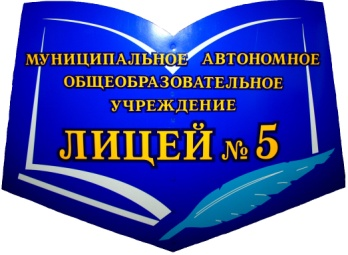 МУНИЦИПАЛЬНОЕ АВТОНОМНОЕ
ОБЩЕОБРАЗОВАТЕЛЬНОЕ
УЧРЕЖДЕНИЕ
ЛИЦЕЙ № 5